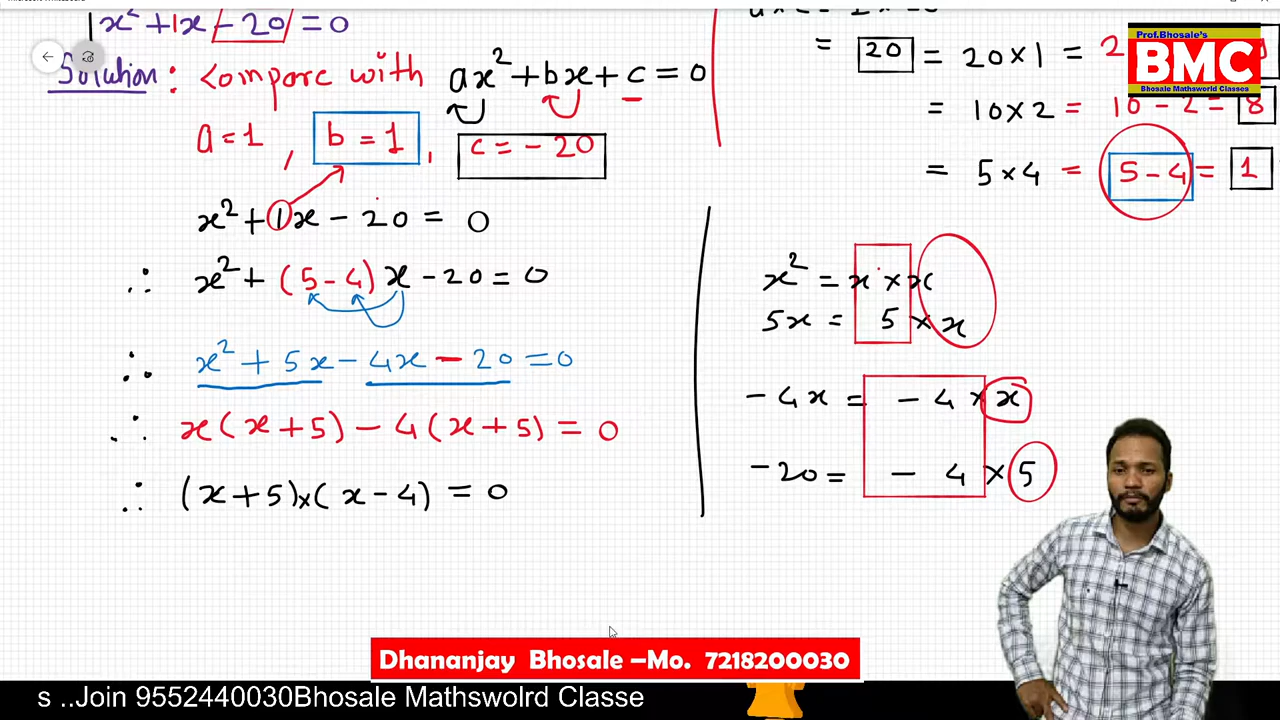 1x² + 1x - 20 = 0
Solution : Compare with ax² + bx + c = 0
a = 1 , b = 1 , c = - 20
x² + 1x - 20 = 0
∴ x² + (5 - 4) x - 20 = 0
∴ x² + 5x - 4x - 20 = 0
∴ x (x + 5) - 4 (x + 5) = 0
∴ (x + 5) × (x - 4) = 0
= 20 = 20 × 1 = 2
= 10 × 2 = 10 - 2 = 8
= 5 × 4 = 5 - 4 = 1
x² = x × x
5x = 5 × x
- 4x = - 4 × x
- 20 = - 4 × 5
Prof.Bhosale's
BMC
Bhosale Mathsworld Classes
Dhananjay Bhosale –Mo. 7218200030
s ..Join 9552440030Bhosale Mathswolrd Classe